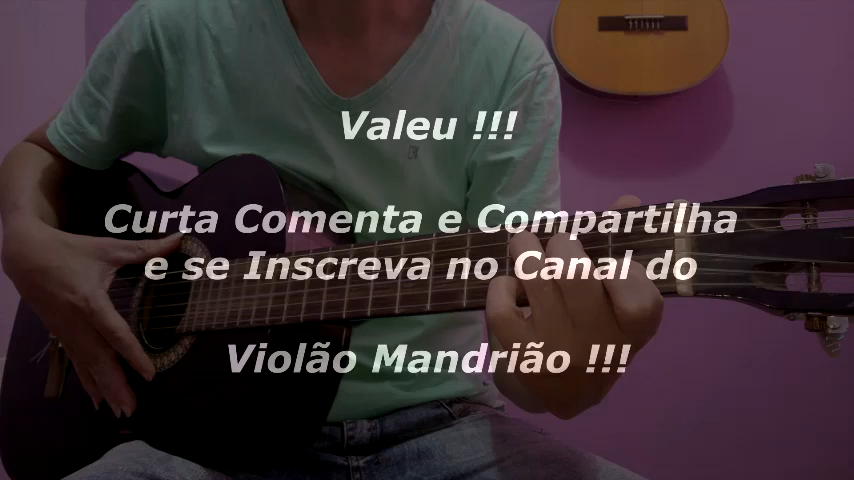 Valeu !!!
Curta Comenta e Compartilha
e se Inscreva no Canal do
Violão Mandrião !!!